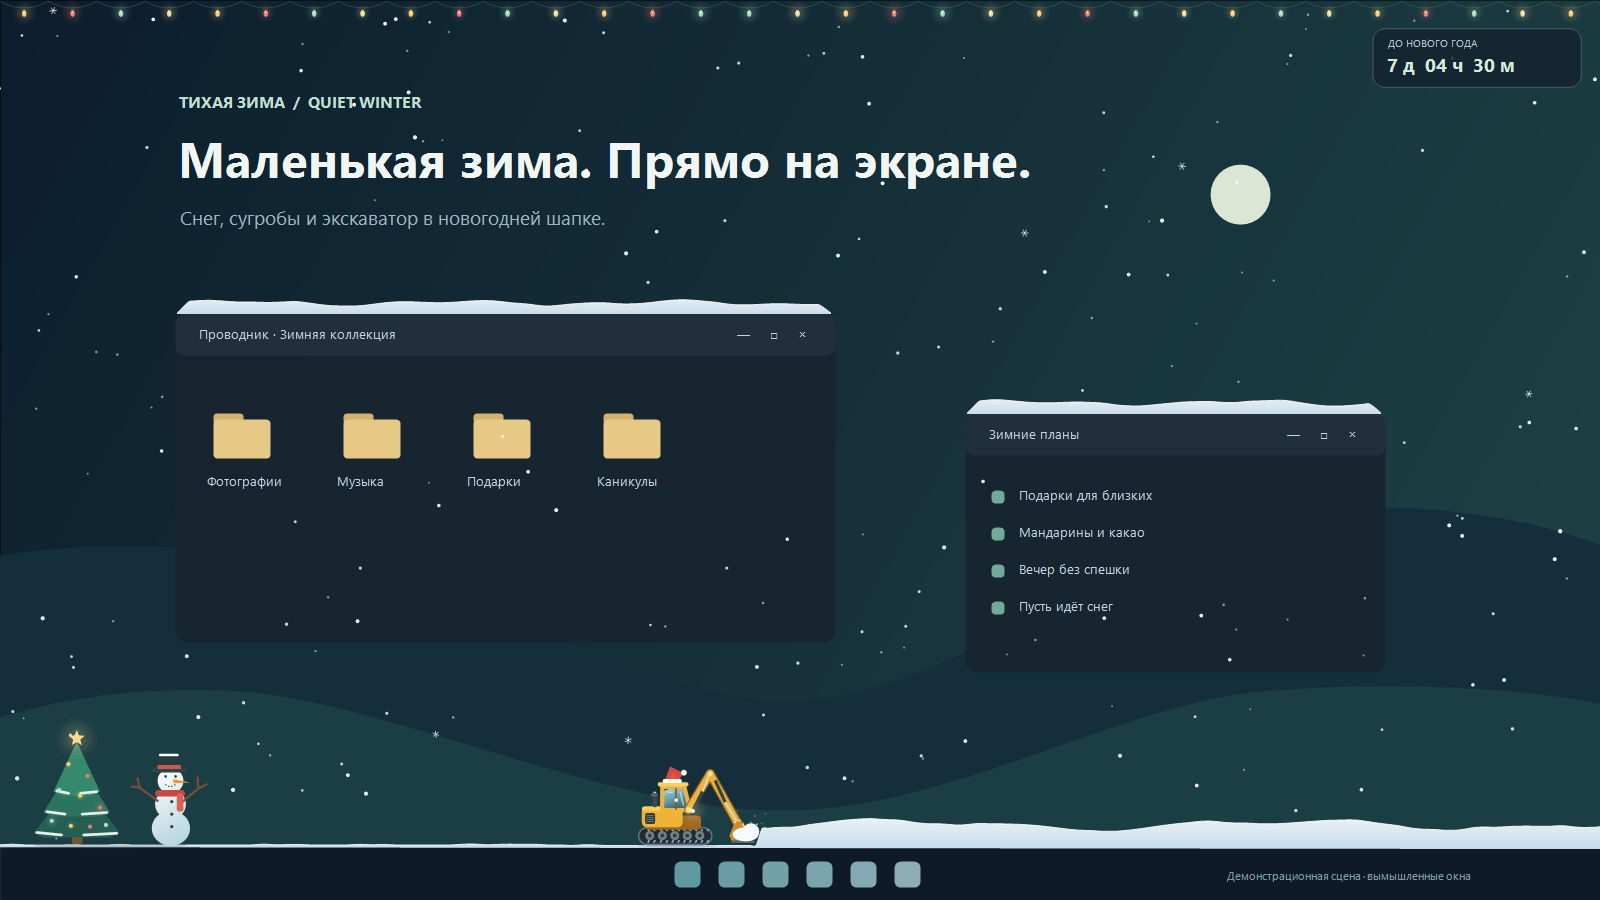 ДО НОВОГО ГОДА
7 д 04 ч 30 м
ТИХАЯ ЗИМА / QUIET WINTER
Маленькая зима. Прямо на экране.
Снег, сугробы и экскаватор в новогодней шапке.
Проводник · Зимняя коллекция
Фотографии
Музыка
Подарки
Каникулы
Зимние планы
Подарки для близких
Мандарины и какао
Вечер без спешки
Пусть идёт снег
Демонстрационная сцена · вымышленные окна